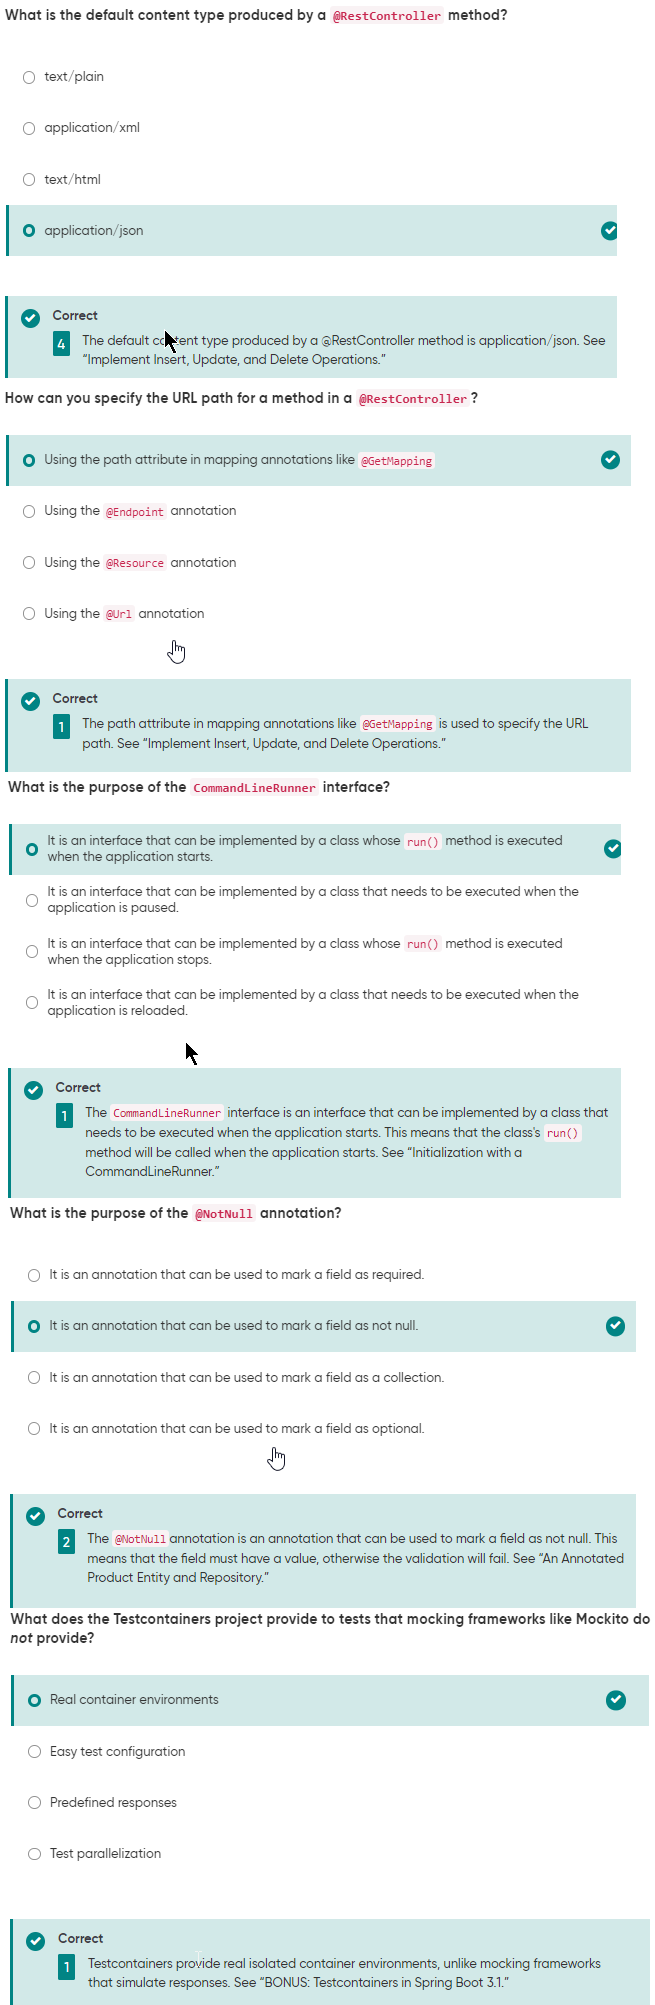 What is the default content type produced by a @RestController method?
text/plain
application/xml
text/html
application/json
Correct
4 The default content type produced by a @RestController method is application/json. See
“Implement Insert, Update, and Delete Operations.”
How can you specify the URL path for a method in a @RestController ?
Using the path attribute in mapping annotations like @GetMapping
Using the @Endpoint annotation
Using the @Resource annotation
Using the @Url annotation
Correct
1 The path attribute in mapping annotations like @GetMapping is used to specify the URL
path. See “Implement Insert, Update, and Delete Operations.”
What is the purpose of the CommandLineRunner interface?
It is an interface that can be implemented by a class whose run() method is executed
when the application starts.
It is an interface that can be implemented by a class that needs to be executed when the
application is paused.
It is an interface that can be implemented by a class whose run() method is executed
when the application stops.
It is an interface that can be implemented by a class that needs to be executed when the
application is reloaded.
Correct
1 The CommandLineRunner interface is an interface that can be implemented by a class that
needs to be executed when the application starts. This means that the class's run()
method will be called when the application starts. See “Initialization with a
CommandLineRunner.”
What is the purpose of the @NotNull annotation?
It is an annotation that can be used to mark a field as required.
It is an annotation that can be used to mark a field as not null.
It is an annotation that can be used to mark a field as a collection.
It is an annotation that can be used to mark a field as optional.
Correct
2 The @NotNull annotation is an annotation that can be used to mark a field as not null. This
means that the field must have a value, otherwise the validation will fail. See “An Annotated
Product Entity and Repository.”
What does the Testcontainers project provide to tests that mocking frameworks like Mockito do
not provide?
Real container environments
Easy test configuration
Predefined responses
Test parallelization
Correct
1 Testcontainers provide real isolated container environments, unlike mocking frameworks
that simulate responses. See “BONUS: Testcontainers in Spring Boot 3.1.”